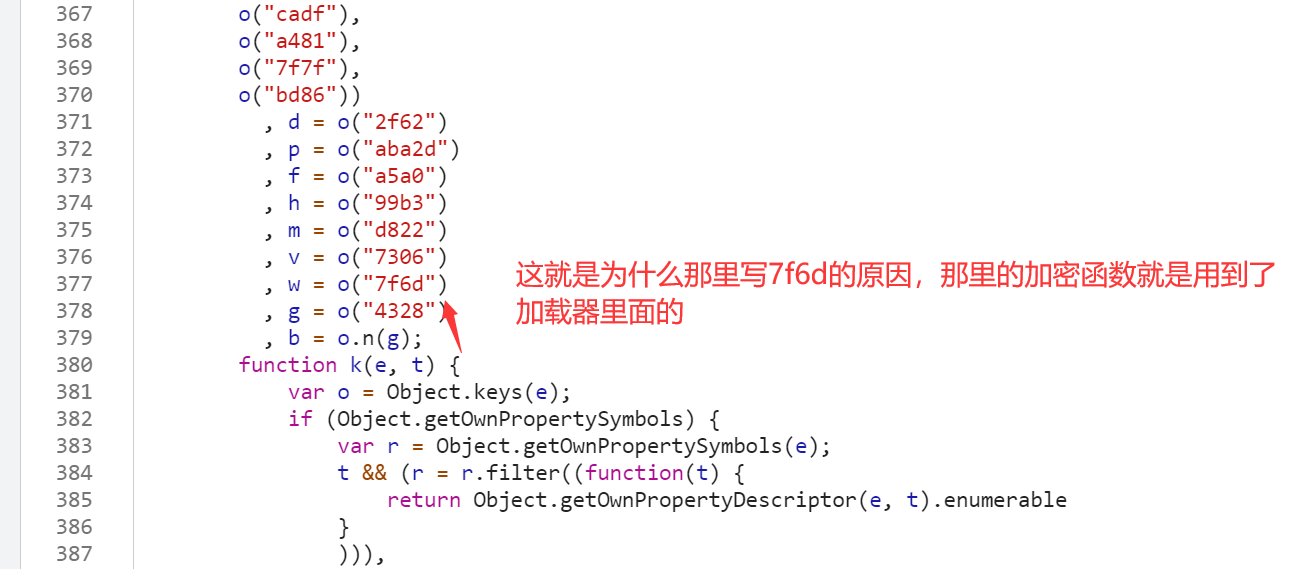 367 o("cadf"),
368 o("a481"),
369 o("7f7f"),
370 o("bd86"))
371 , d = o("2f62")
372 , p = o("aba2d")
373 , f = o("a5a0")
374 , h = o("99b3")
375 , m = o("d822")
376 , v = o("7306")
377 , w = o("7f6d")
378 , g = o("4328")
379 , b = o.n(g);
这就是为什么那里写7f6d的原因，那里的加密函数就是用到了
加载器里面的
380 function k(e, t) {
381 var o = Object.keys(e);
382 if (Object.getOwnPropertySymbols) {
383 var r = Object.getOwnPropertySymbols(e);
384 t && (r = r.filter((function(t) {
385 return Object.getOwnPropertyDescriptor(e, t).enumerable
386 }
387 ))),